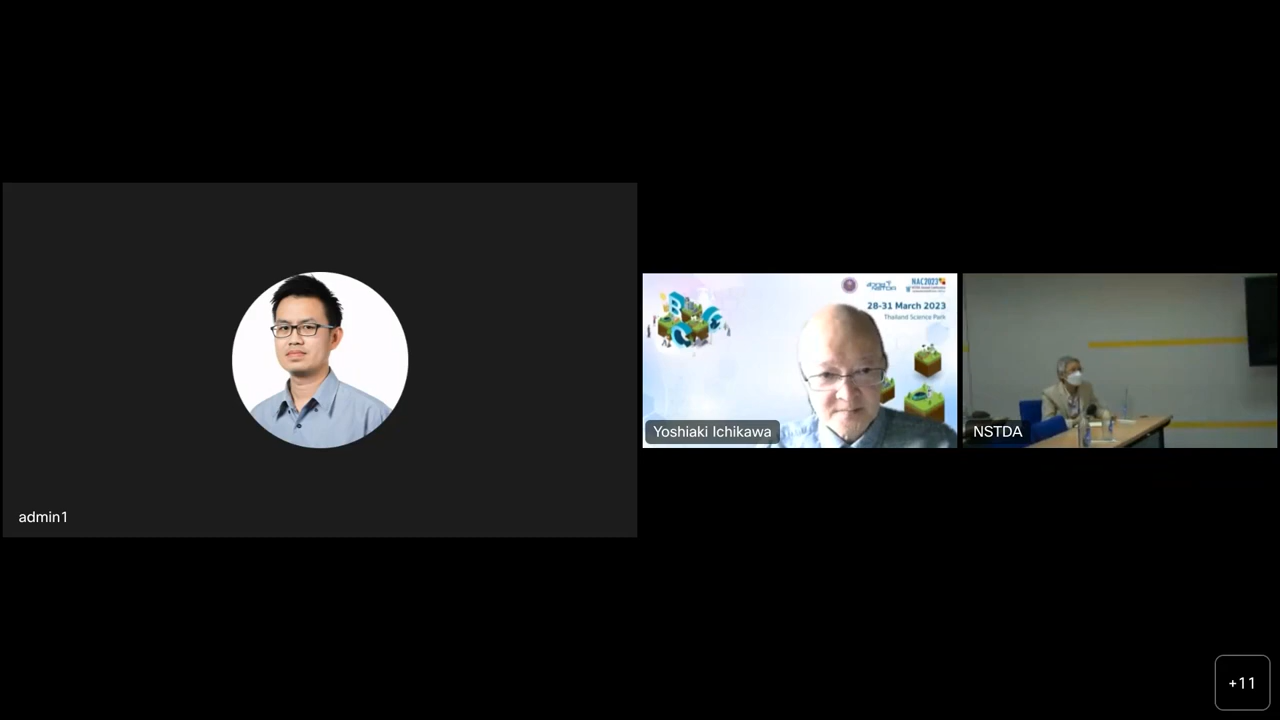 NAC2023
28-31 March 2023
Thailand Science Park
Yoshiaki Ichikawa
NSTDA
admin1
+11